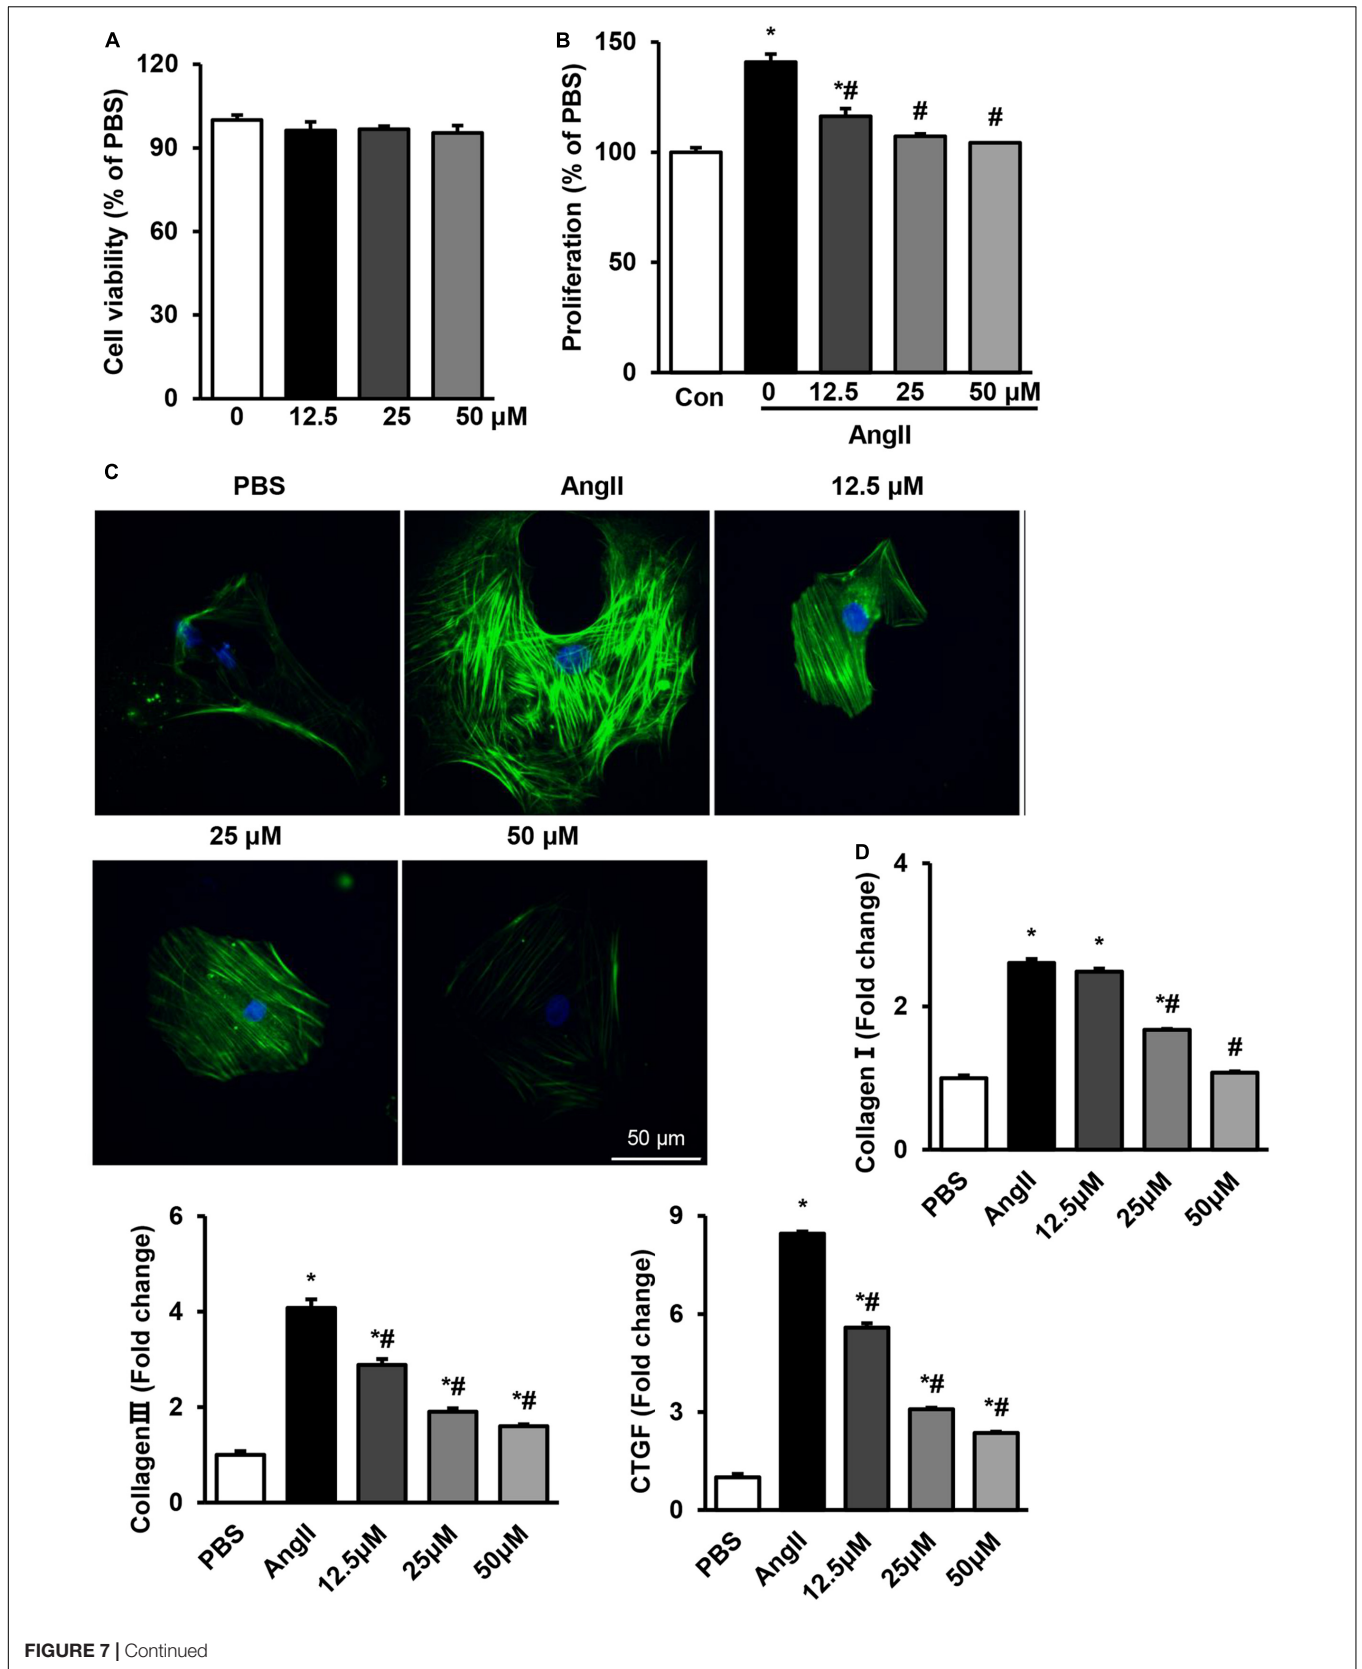 A
120
90
60
30
0
Cell viability (% of PBS)
0 12.5 25 50 µM
B
150
100
50
0
Proliferation (% of PBS)
*
*#
#
#
Con 0 12.5 25 50 µM
AngII
C
PBS AngII 12.5 µM
25 µM 50 µM
50 µm
D
4
2
0
Collagen Ⅰ (Fold change)
*
*
*#
#
PBS AngII 12.5µM 25µM 50µM
6
4
2
0
CollagenⅢ (Fold change)
*
*#
*#
*#
PBS AngII 12.5µM 25µM 50µM
9
6
3
0
CTGF (Fold change)
*
*#
*#
*#
PBS AngII 12.5µM 25µM 50µM
FIGURE 7 | Continued